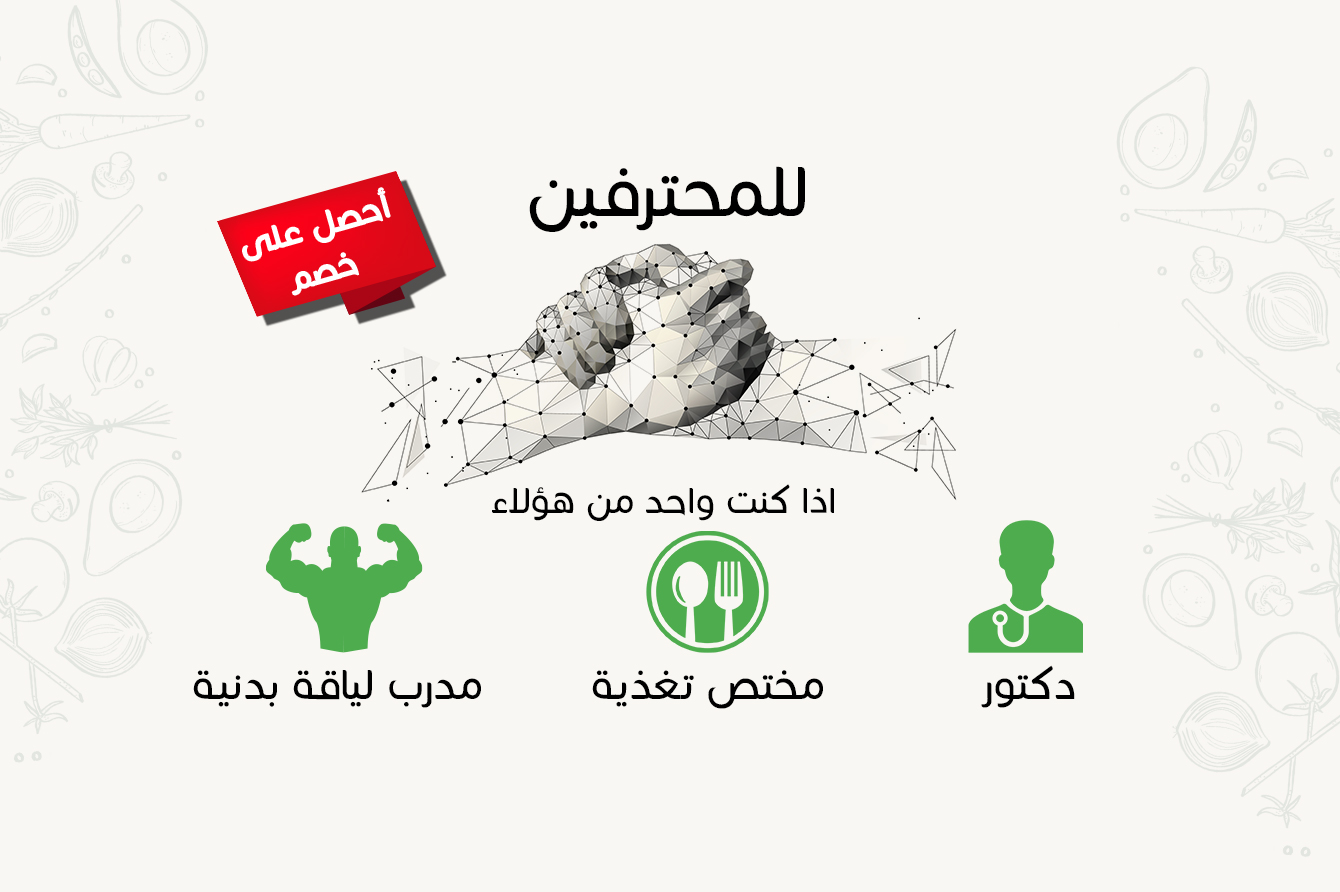 للمحترفين
أحصل على
خصم
اذا كنت واحد من هؤلاء
دكتور
مختص تغذية
مدرب لياقة بدنية